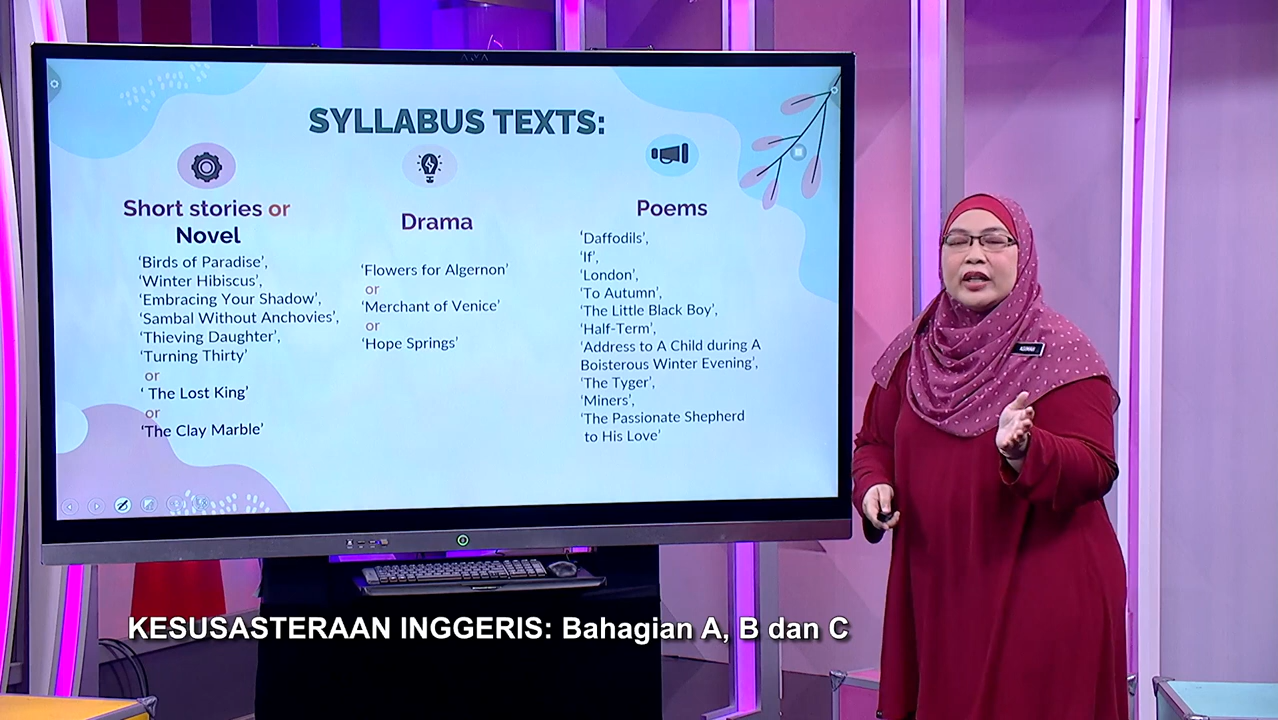 SYLLABUS TEXTS:
Short stories or
Novel
'Birds of Paradise',
'Winter Hibiscus',
'Embracing Your Shadow',
'Sambal Without Anchovies',
'Thieving Daughter',
'Turning Thirty'
or
' The Lost King'
or
'The Clay Marble'
Drama
'Flowers for Algernon'
or
'Merchant of Venice'
or
'Hope Springs'
Poems
'Daffodils',
'If',
'London',
'To Autumn',
'The Little Black Boy',
'Half-Term',
'Address to A Child during A
Boisterous Winter Evening',
'The Tyger',
'Miners',
'The Passionate Shepherd
to His Love'
KESUSASTERAAN INGGERIS: Bahagian A, B dan C